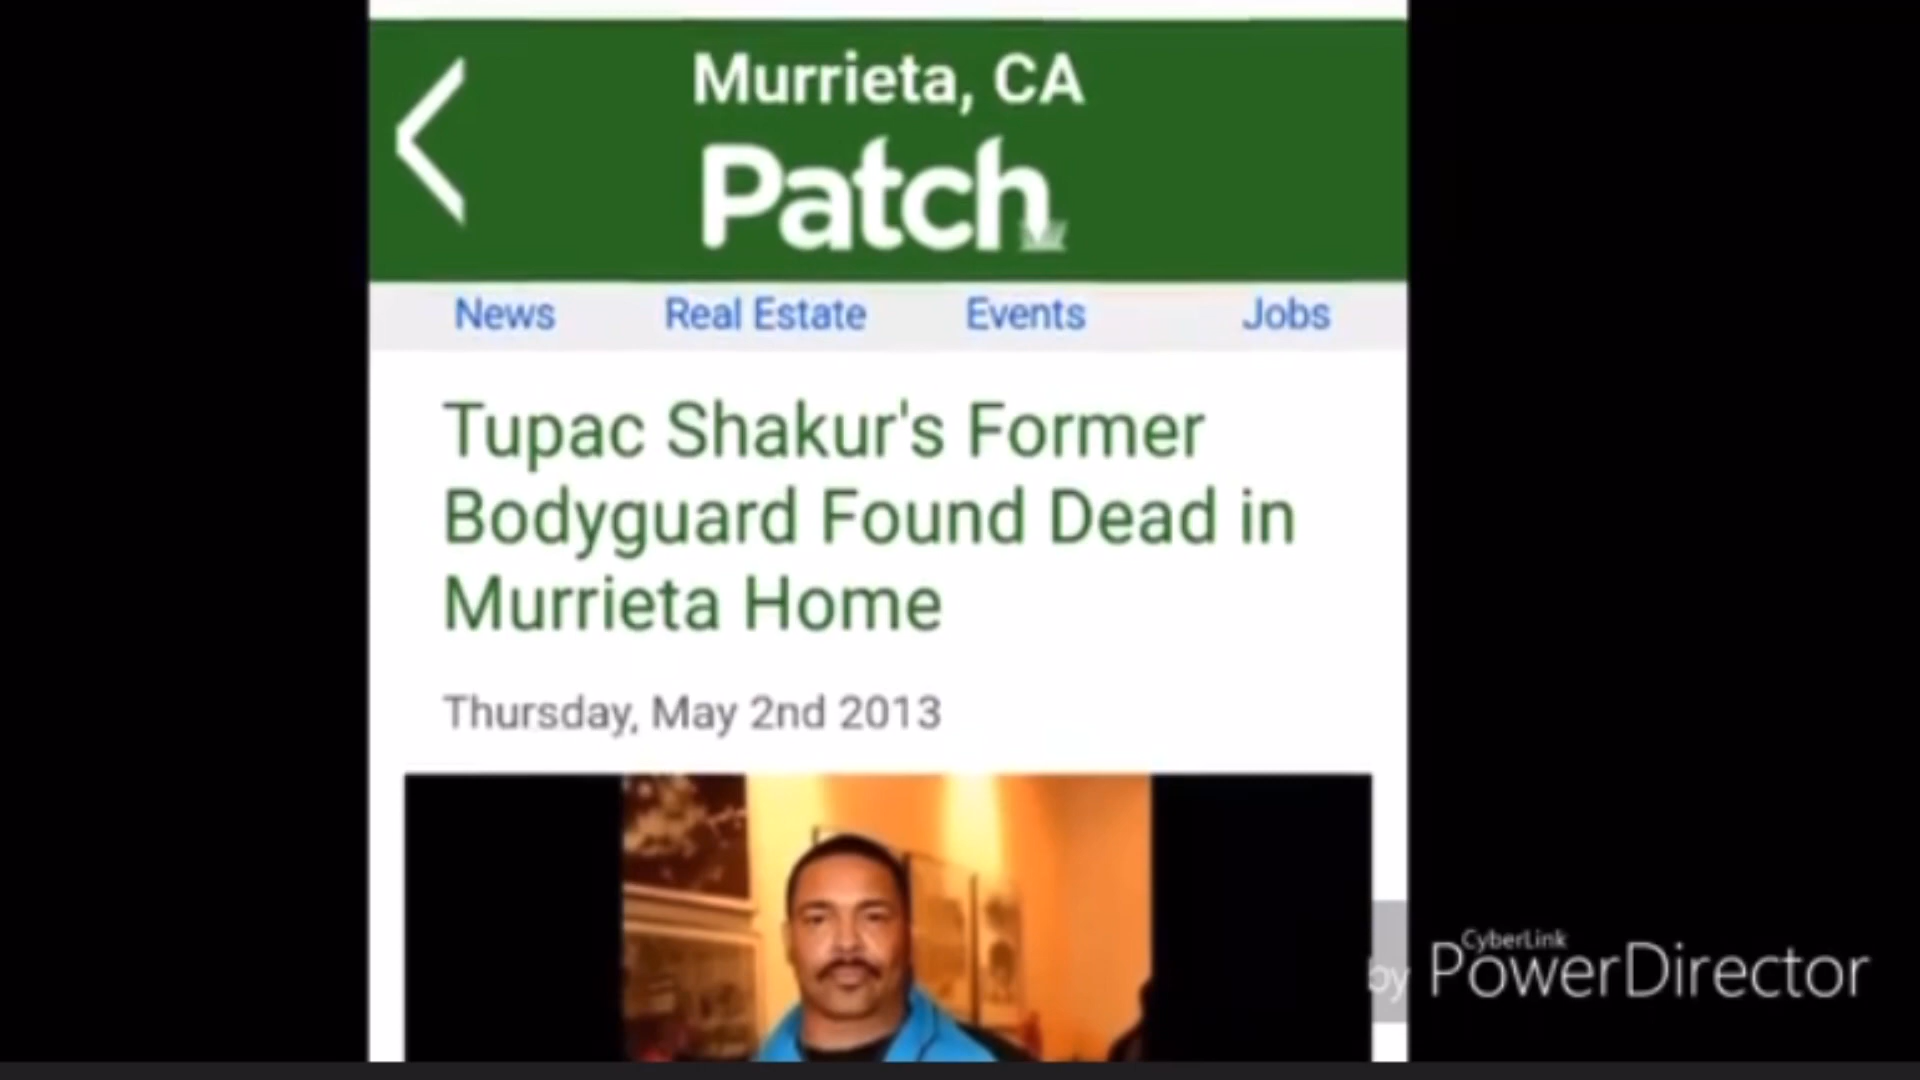 Murrieta, CA
Patch
News Real Estate Events Jobs
Tupac Shakur's Former
Bodyguard Found Dead in
Murrieta Home
Thursday, May 2nd 2013
by CyberLink
PowerDirector